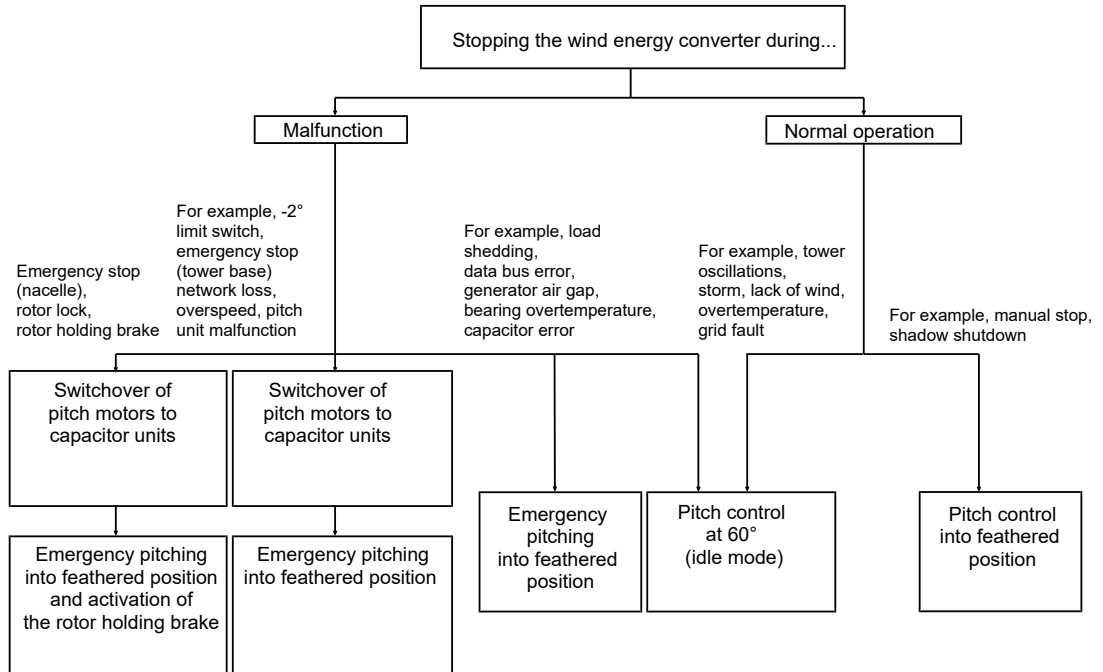 Stopping the wind energy converter during...
Malfunction
Normal operation
Emergency stop
(nacelle),
rotor lock,
rotor holding brake
For example, -2°
limit switch,
emergency stop
(tower base)
network loss,
overspeed, pitch
unit malfunction
For example, load
shedding,
data bus error,
generator air gap,
bearing overtemperature,
capacitor error
For example, tower
oscillations,
storm, lack of wind,
overtemperature,
grid fault
For example, manual stop,
shadow shutdown
Switchover of
pitch motors to
capacitor units
Switchover of
pitch motors to
capacitor units
Emergency
pitching
into feathered
position
Pitch control
at 60°
(idle mode)
Pitch control
into feathered
position
Emergency pitching
into feathered position
and activation of
the rotor holding brake
Emergency pitching
into feathered position